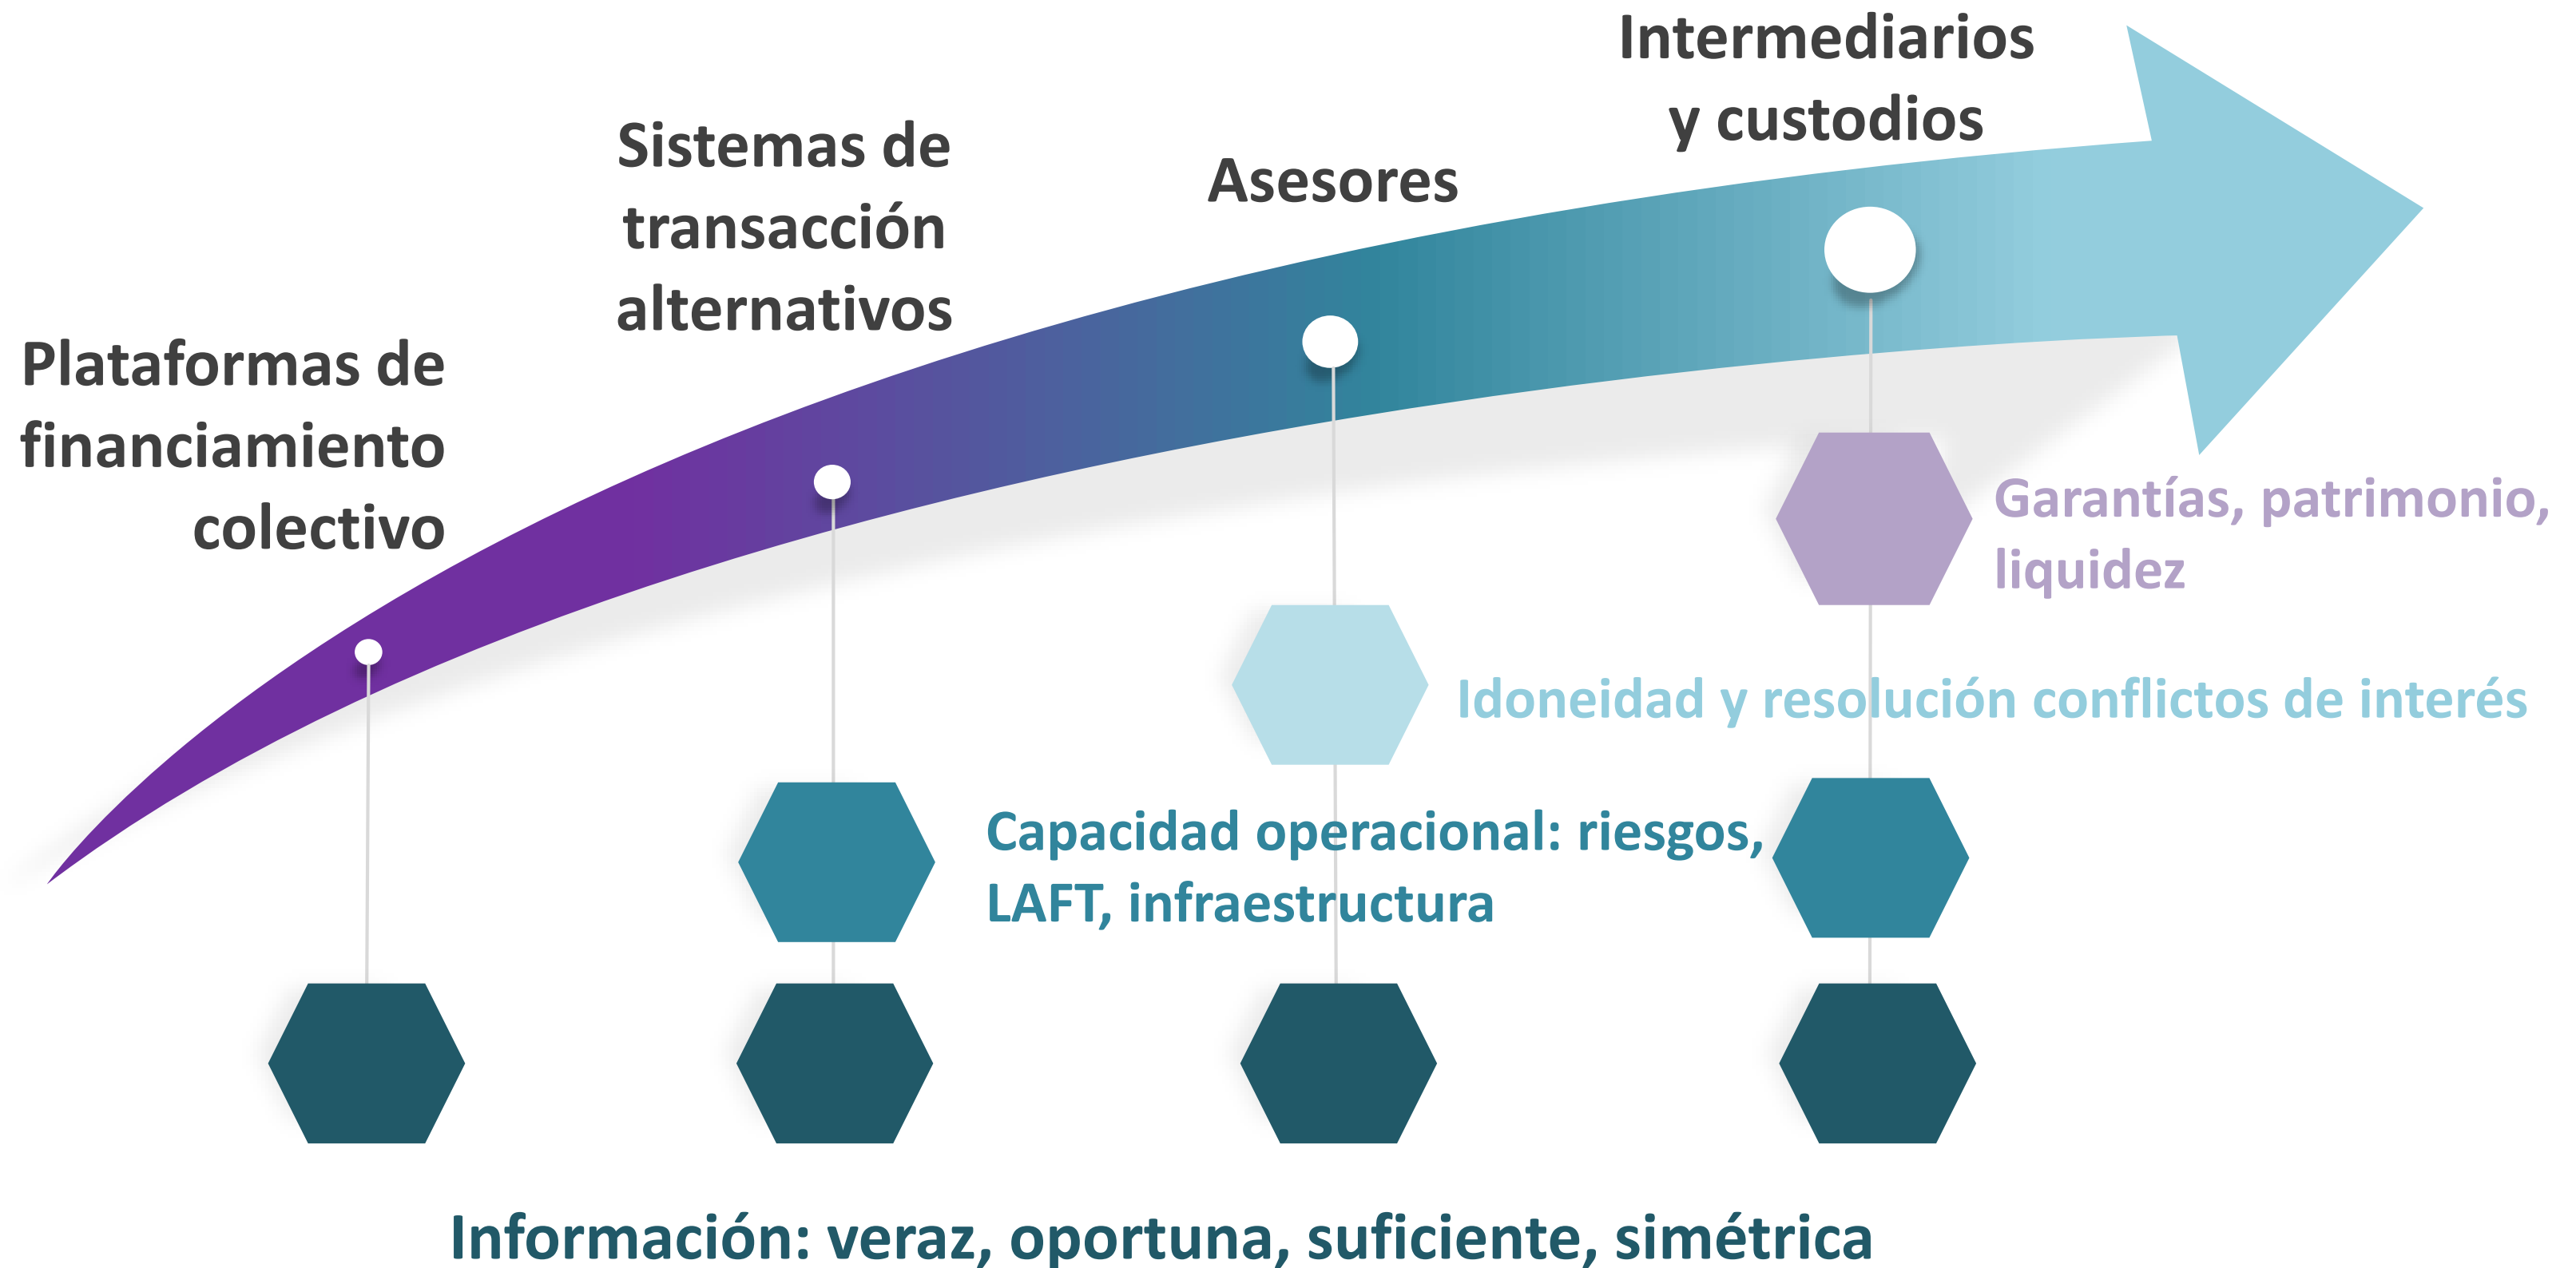 Plataformas de
financiamiento
colectivo
Sistemas de
transacción
alternativos
Asesores
Intermediarios
y custodios
Garantías, patrimonio,
liquidez
Idoneidad y resolución conflictos de interés
Capacidad operacional: riesgos,
LAFT, infraestructura
Información: veraz, oportuna, suficiente, simétrica